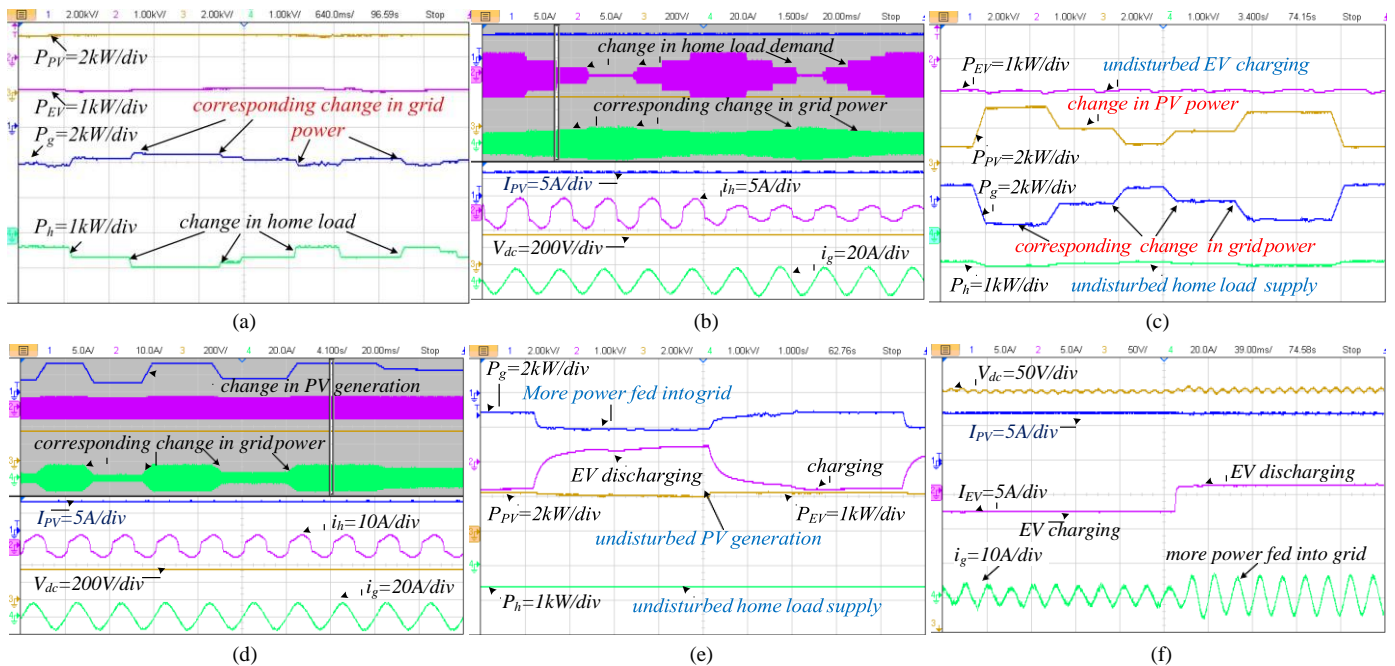 1 2.00kV/ 2 1.00kV/ 3 2.00kV/ 4 1.00kV/ 640.0ms/ 96.59s Stop
P_PV=2kW/div
P_EV=1kW/div
corresponding change in grid
power
P_g=2kW/div
P_h=1kW/div
change in home load
(a)
1 5.0A/ 2 5.0A/ 3 200V/ 4 20.0A/ 1.500s/ 20.00ms/ Stop
change in home load demand
corresponding change in grid power
I_PV=5A/div
i_h=5A/div
V_dc=200V/div
i_g=20A/div
(b)
1 2.00kV/ 2 1.00kV/ 3 2.00kV/ 4 1.00kV/ 3.400s/ 74.15s Stop
P_EV=1kW/div
undisturbed EV charging
change in PV power
P_PV=2kW/div
P_g=2kW/div
corresponding change in grid power
P_h=1kW/div
undisturbed home load supply
(c)
1 5.0A/ 2 10.0A/ 3 200V/ 4 20.0A/ 4.100s/ 20.00ms/ Stop
change in PV generation
corresponding change in grid power
I_PV=5A/div
i_h=10A/div
V_dc=200V/div
i_g=20A/div
(d)
1 2.00kV/ 2 1.00kV/ 3 2.00kV/ 4 1.00kV/ 1.000s/ 62.76s Stop
P_g=2kW/div
More power fed into grid
EV discharging
charging
P_PV=2kW/div
P_EV=1kW/div
undisturbed PV generation
P_h=1kW/div
undisturbed home load supply
(e)
1 5.0A/ 2 5.0A/ 3 50V/ 4 20.0A/ 39.00ms/ 74.58s Stop
V_dc=50V/div
I_PV=5A/div
EV discharging
I_EV=5A/div
EV charging
i_g=10A/div
more power fed into grid
(f)